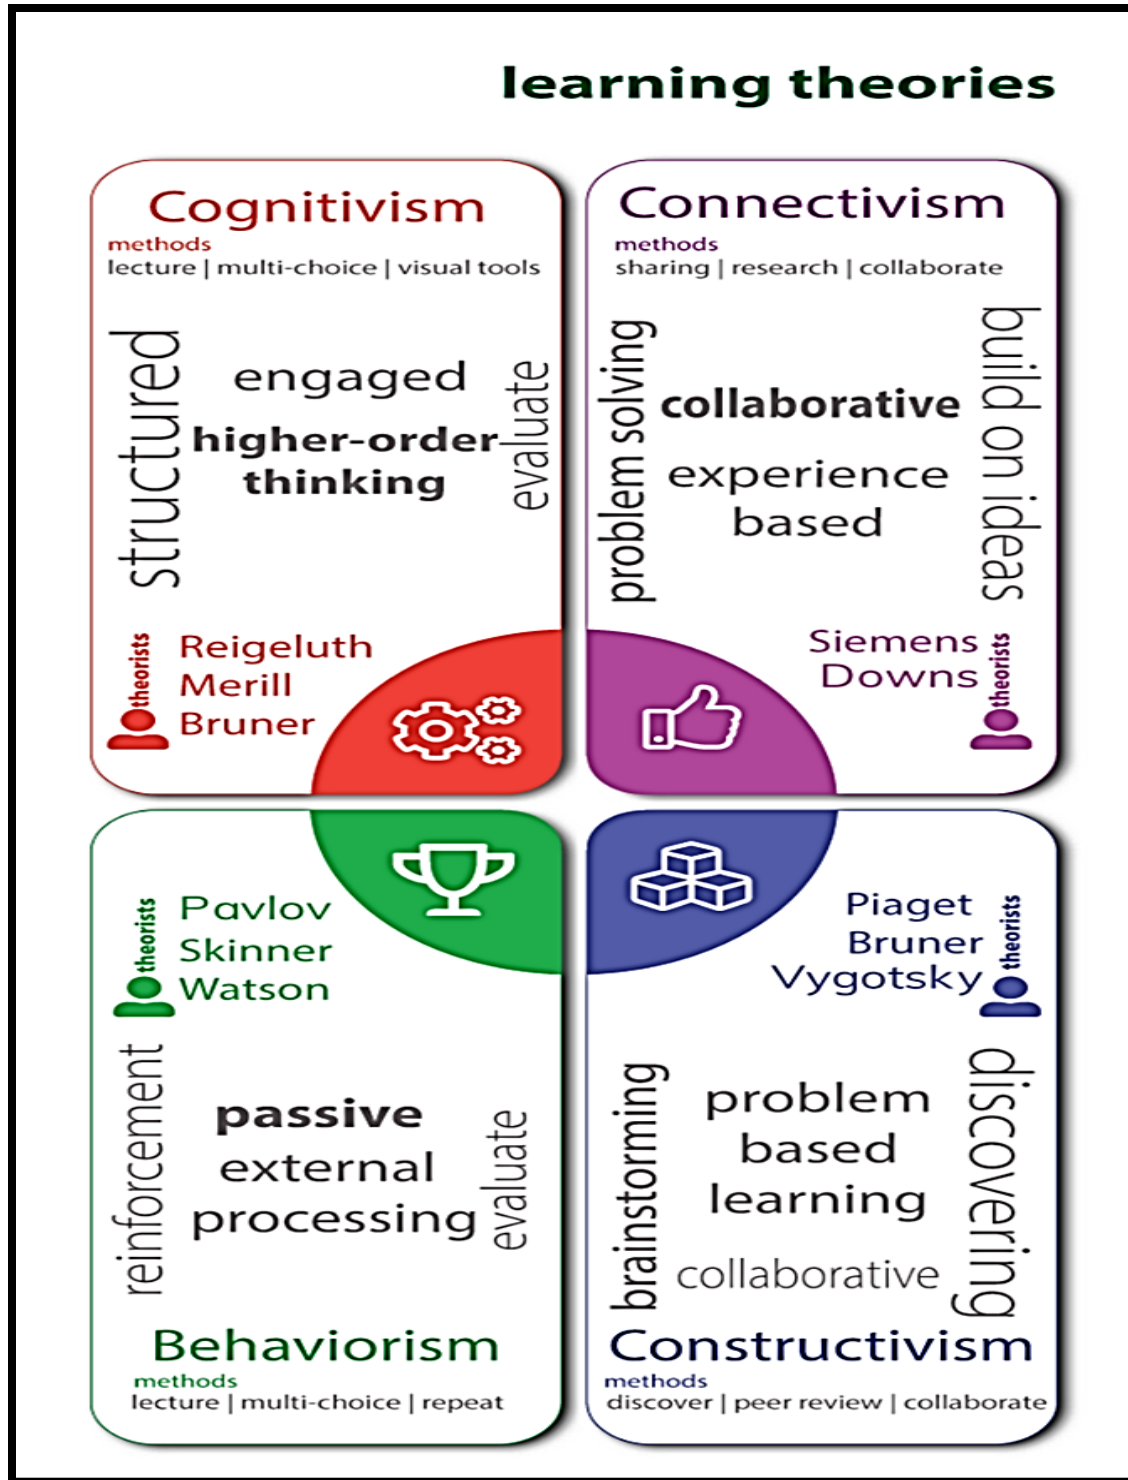 learning theories
Cognitivism
methods
lecture | multi-choice | visual tools
structured
engaged
higher-order
thinking
evaluate
theorists
Reigeluth
Merill
Bruner
Connectivism
methods
sharing | research | collaborate
problem solving
collaborative
experience
based
build on ideas
Siemens
Downs
theorists
theorists
Pavlov
Skinner
Watson
reinforcement
passive
external
processing
evaluate
Behaviorism
methods
lecture | multi-choice | repeat
Piaget
Bruner
Vygotsky
theorists
brainstorming
problem
based
learning
collaborative
discovering
Constructivism
methods
discover | peer review | collaborate